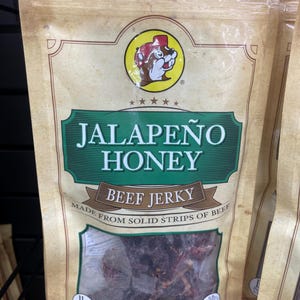 JALAPEÑO
HONEY
BEEF JERKY
MADE FROM SOLID STRIPS OF BEEF